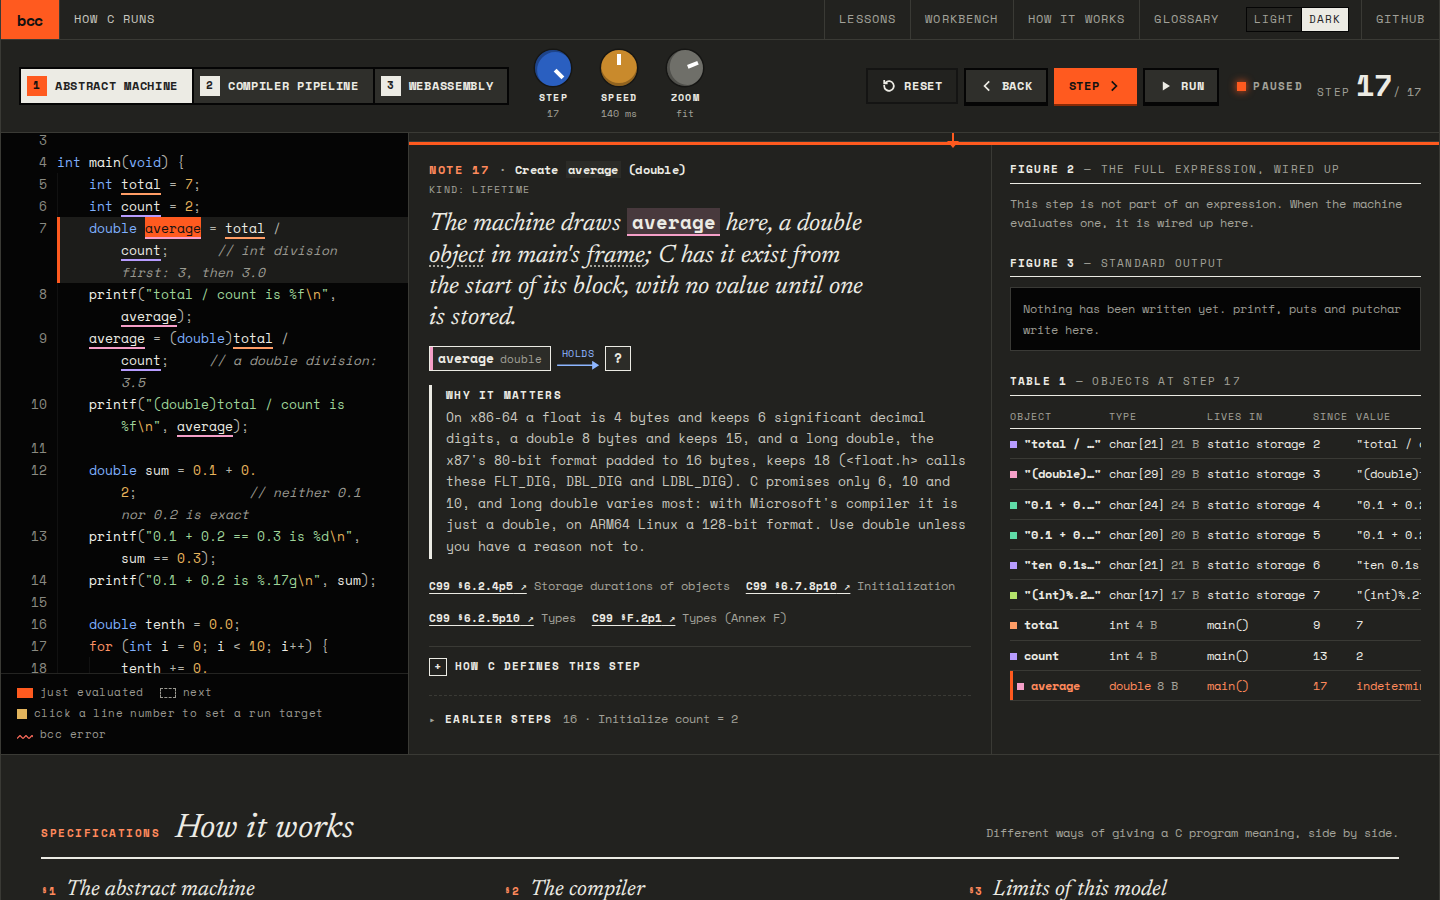 bcc
HOW C RUNS
LESSONS
WORKBENCH
HOW IT WORKS
GLOSSARY
LIGHT
DARK
GITHUB
1 ABSTRACT MACHINE
2 COMPILER PIPELINE
3 WEBASSEMBLY
STEP
17
SPEED
140 ms
ZOOM
fit
RESET
BACK
STEP
RUN
PAUSED
STEP 17 / 17
3
4 int main(void) {
5 int total = 7;
6 int count = 2;
7 double average = total /
count; // int division
first: 3, then 3.0
8 printf("total / count is %f\n",
average);
9 average = (double)total /
count; // a double division:
3.5
10 printf("(double)total / count is
%f\n", average);
11
12 double sum = 0.1 + 0.
2; // neither 0.1
nor 0.2 is exact
13 printf("0.1 + 0.2 == 0.3 is %d\n",
sum == 0.3);
14 printf("0.1 + 0.2 is %.17g\n", sum);
15
16 double tenth = 0.0;
17 for (int i = 0; i < 10; i++) {
18 tenth += 0.
just evaluated
next
click a line number to set a run target
bcc error
NOTE 17 · Create average (double)
KIND: LIFETIME
The machine draws average here, a double
object in main's frame; C has it exist from
the start of its block, with no value until one
is stored.
average double HOLDS ?
WHY IT MATTERS
On x86-64 a float is 4 bytes and keeps 6 significant decimal
digits, a double 8 bytes and keeps 15, and a long double, the
x87's 80-bit format padded to 16 bytes, keeps 18 (<float.h> calls
these FLT_DIG, DBL_DIG and LDBL_DIG). C promises only 6, 10 and
10, and long double varies most: with Microsoft's compiler it is
just a double, on ARM64 Linux a 128-bit format. Use double unless
you have a reason not to.
C99 §6.2.4p5 ↗ Storage durations of objects C99 §6.7.8p10 ↗ Initialization
C99 §6.2.5p10 ↗ Types C99 §F.2p1 ↗ Types (Annex F)
+ HOW C DEFINES THIS STEP
▸ EARLIER STEPS 16 · Initialize count = 2
FIGURE 2 — THE FULL EXPRESSION, WIRED UP
This step is not part of an expression. When the machine
evaluates one, it is wired up here.
FIGURE 3 — STANDARD OUTPUT
Nothing has been written yet. printf, puts and putchar
write here.
TABLE 1 — OBJECTS AT STEP 17
OBJECT TYPE LIVES IN SINCE VALUE
"total / …" char[21] 21 B static storage 2 "total / c
"(double)…" char[29] 29 B static storage 3 "(double)
"0.1 + 0.…" char[24] 24 B static storage 4 "0.1 + 0.
"0.1 + 0.…" char[20] 20 B static storage 5 "0.1 + 0.
"ten 0.1s…" char[21] 21 B static storage 6 "ten 0.1s
"(int)%.2…" char[17] 17 B static storage 7 "(int)%.2
total int 4 B main() 9 7
count int 4 B main() 13 2
average double 8 B main() 17 indetermi
SPECIFICATIONS How it works
Different ways of giving a C program meaning, side by side.
§1 The abstract machine
§2 The compiler
§3 Limits of this model